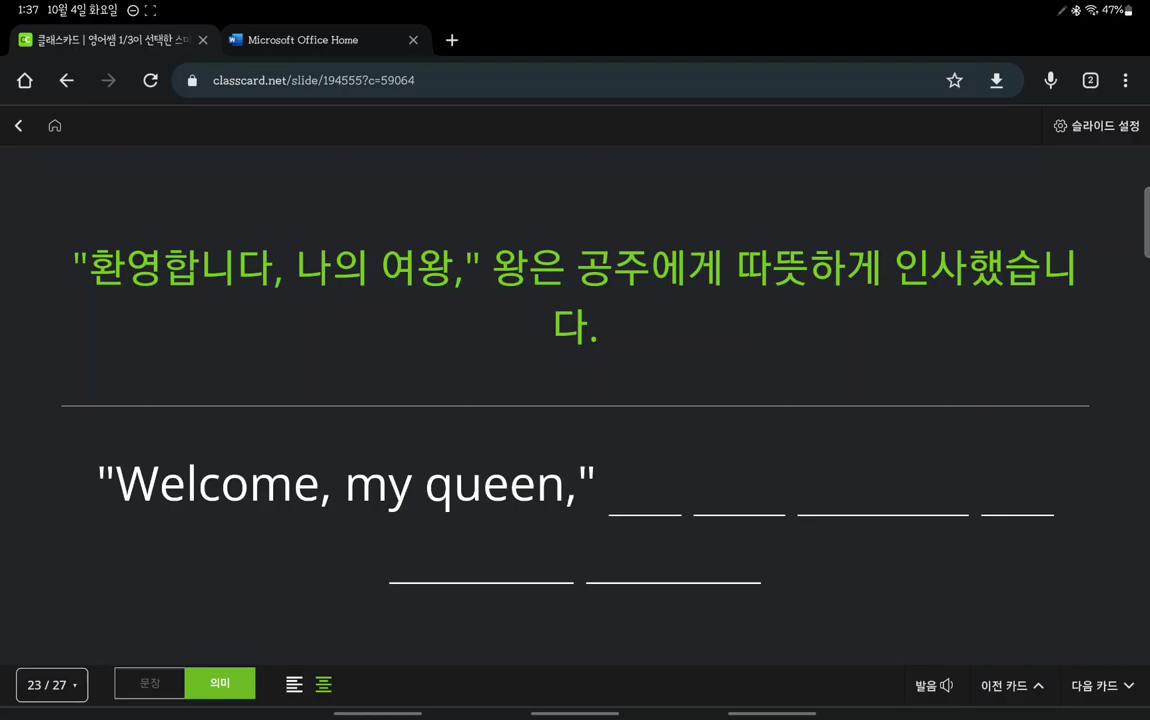 1:37 10월 4일 화요일
47%
클래스카드 | 영어쌤 1/3이 선택한 스마
Microsoft Office Home
classcard.net/slide/194555?c=59064
2
슬라이드 설정
"환영합니다, 나의 여왕," 왕은 공주에게 따뜻하게 인사했습니
다.
"Welcome, my queen,"
23 / 27
문장
의미
발음
이전 카드
다음 카드